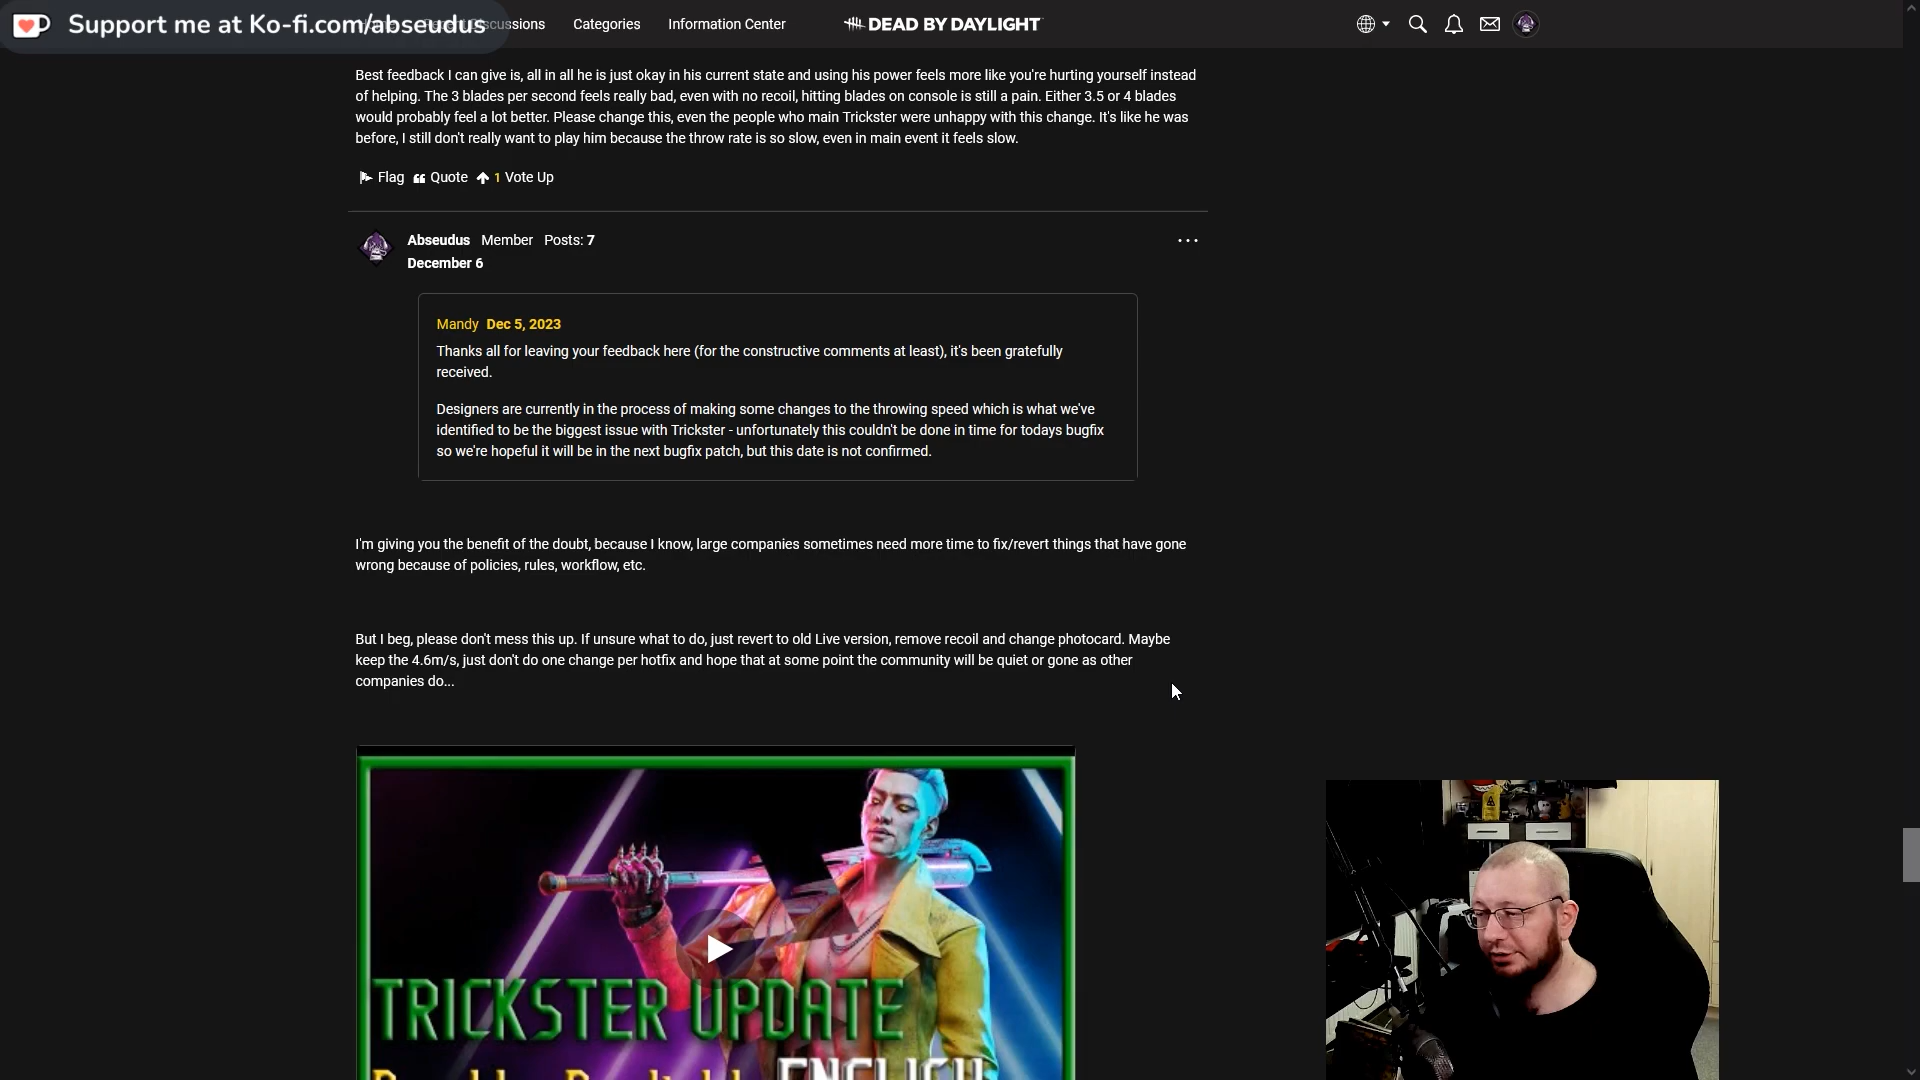 Support me at Ko-fi.com/abseudus
ussions
Categories
Information Center
DEAD BY DAYLIGHT
Best feedback I can give is, all in all he is just okay in his current state and using his power feels more like you're hurting yourself instead
of helping. The 3 blades per second feels really bad, even with no recoil, hitting blades on console is still a pain. Either 3.5 or 4 blades
would probably feel a lot better. Please change this, even the people who main Trickster were unhappy with this change. It's like he was
before, I still don't really want to play him because the throw rate is so slow, even in main event it feels slow.
Flag Quote 1 Vote Up
Abseudus Member Posts: 7
December 6
Mandy Dec 5, 2023
Thanks all for leaving your feedback here (for the constructive comments at least), it's been gratefully
received.
Designers are currently in the process of making some changes to the throwing speed which is what we've
identified to be the biggest issue with Trickster - unfortunately this couldn't be done in time for todays bugfix
so we're hopeful it will be in the next bugfix patch, but this date is not confirmed.
I'm giving you the benefit of the doubt, because I know, large companies sometimes need more time to fix/revert things that have gone
wrong because of policies, rules, workflow, etc.
But I beg, please don't mess this up. If unsure what to do, just revert to old Live version, remove recoil and change photocard. Maybe
keep the 4.6m/s, just don't do one change per hotfix and hope that at some point the community will be quiet or gone as other
companies do...
TRICKSTER UPDATE
ENGLISH